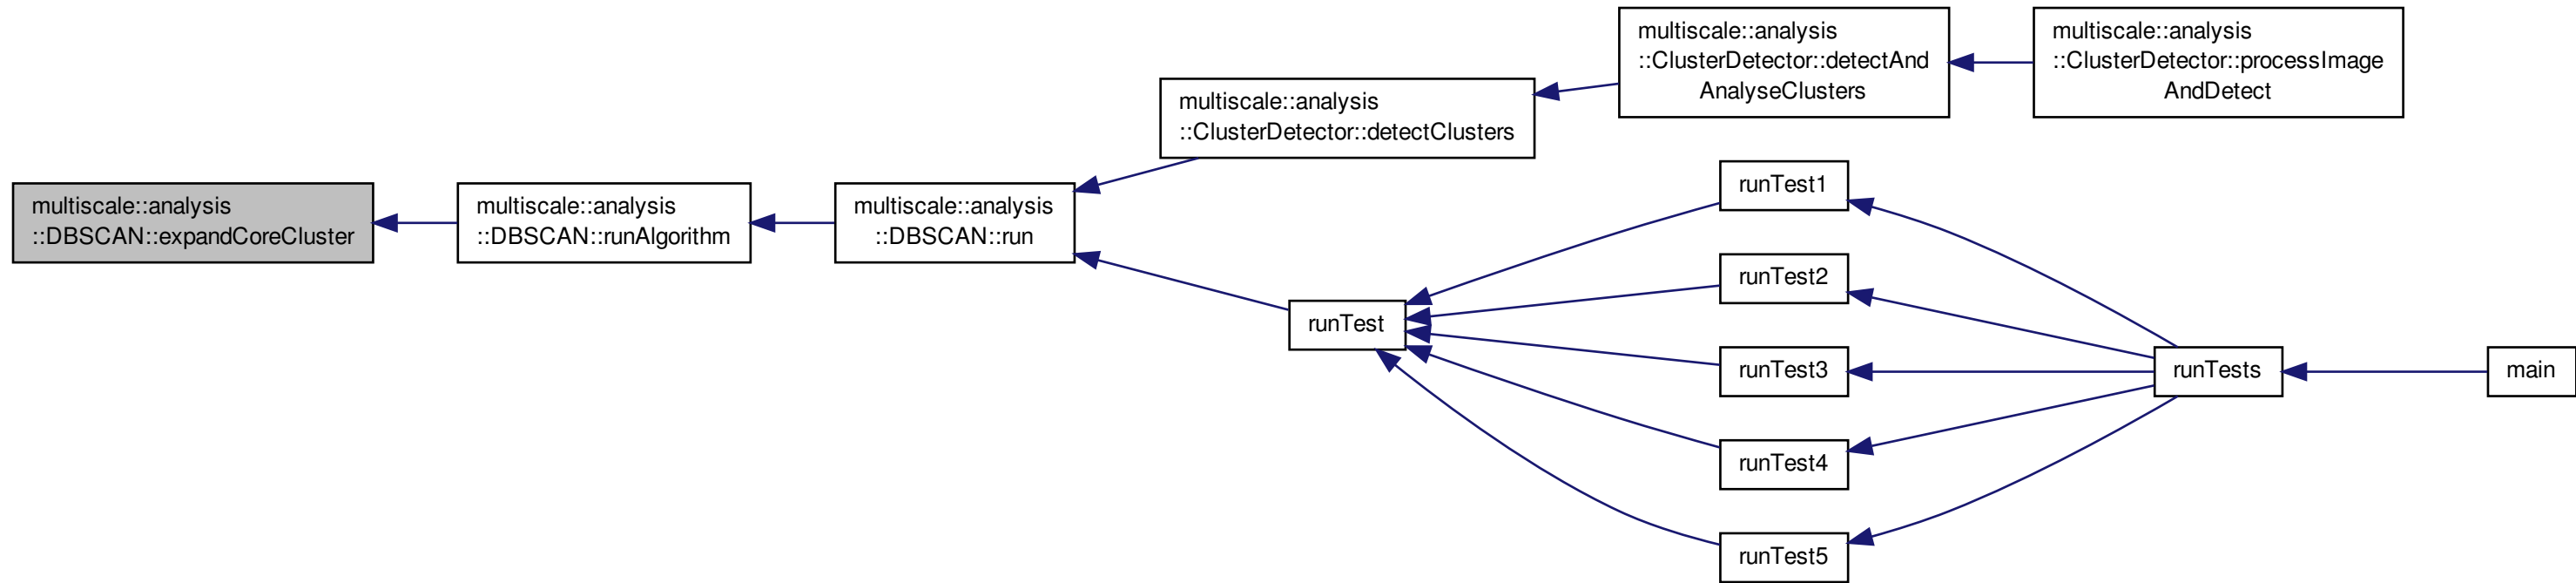 multiscale::analysis
::DBSCAN::expandCoreCluster
multiscale::analysis
::DBSCAN::runAlgorithm
multiscale::analysis
::DBSCAN::run
multiscale::analysis
::ClusterDetector::detectClusters
multiscale::analysis
::ClusterDetector::detectAnd
AnalyseClusters
multiscale::analysis
::ClusterDetector::processImage
AndDetect
runTest
runTest1
runTest2
runTest3
runTest4
runTest5
runTests
main